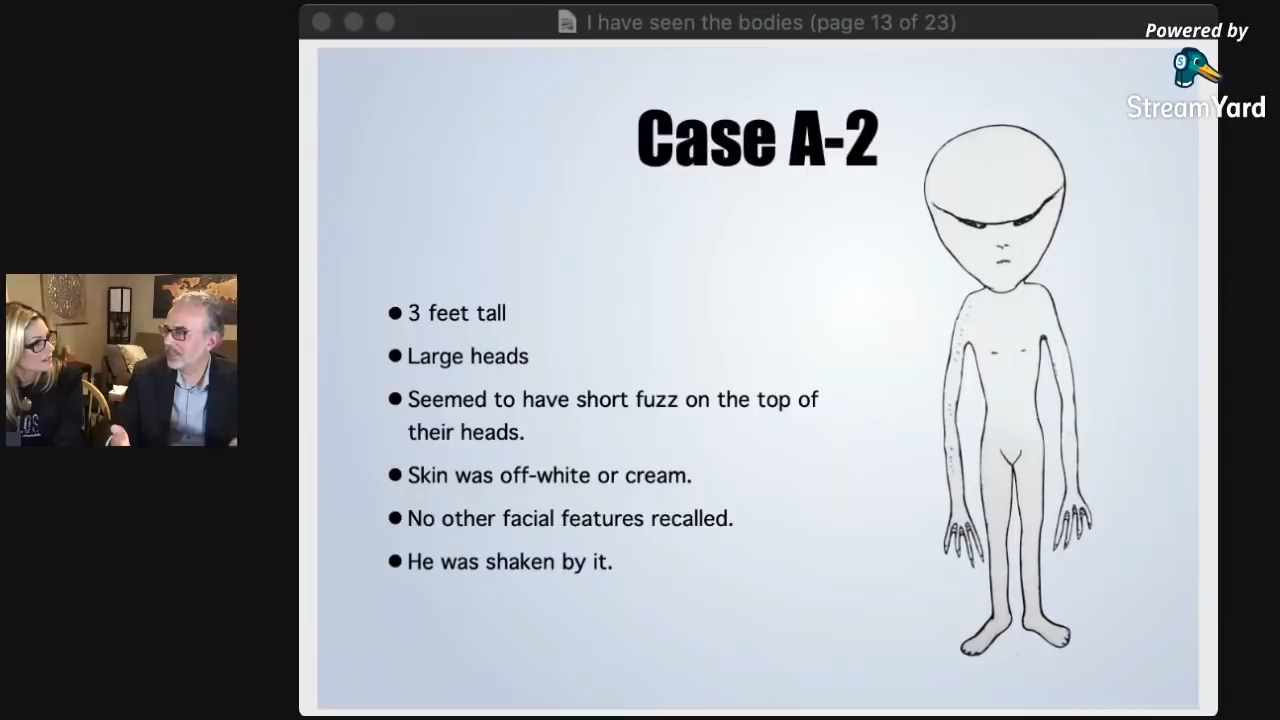 I have seen the bodies (page 13 of 23)
Powered by
StreamYard
Case A-2
● 3 feet tall
● Large heads
● Seemed to have short fuzz on the top of
their heads.
● Skin was off-white or cream.
● No other facial features recalled.
● He was shaken by it.